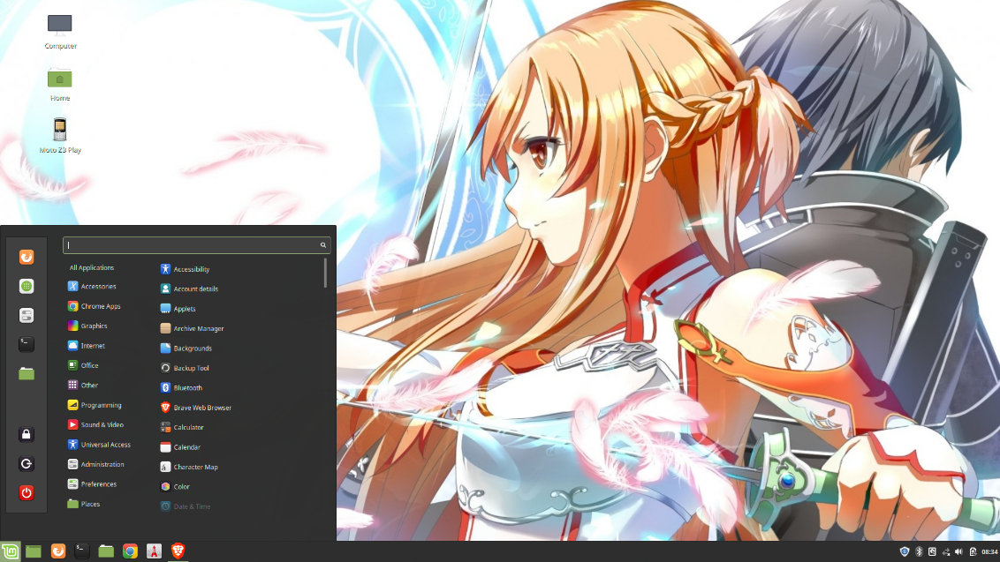 Computer
Home
Moto Z3 Play
All Applications
Accessories
Chrome Apps
Graphics
Internet
Office
Other
Programming
Sound & Video
Universal Access
Administration
Preferences
Places
Accessibility
Account details
Applets
Archive Manager
Backgrounds
Backup Tool
Bluetooth
Brave Web Browser
Calculator
Calendar
Character Map
Color
Date & Time
08:34